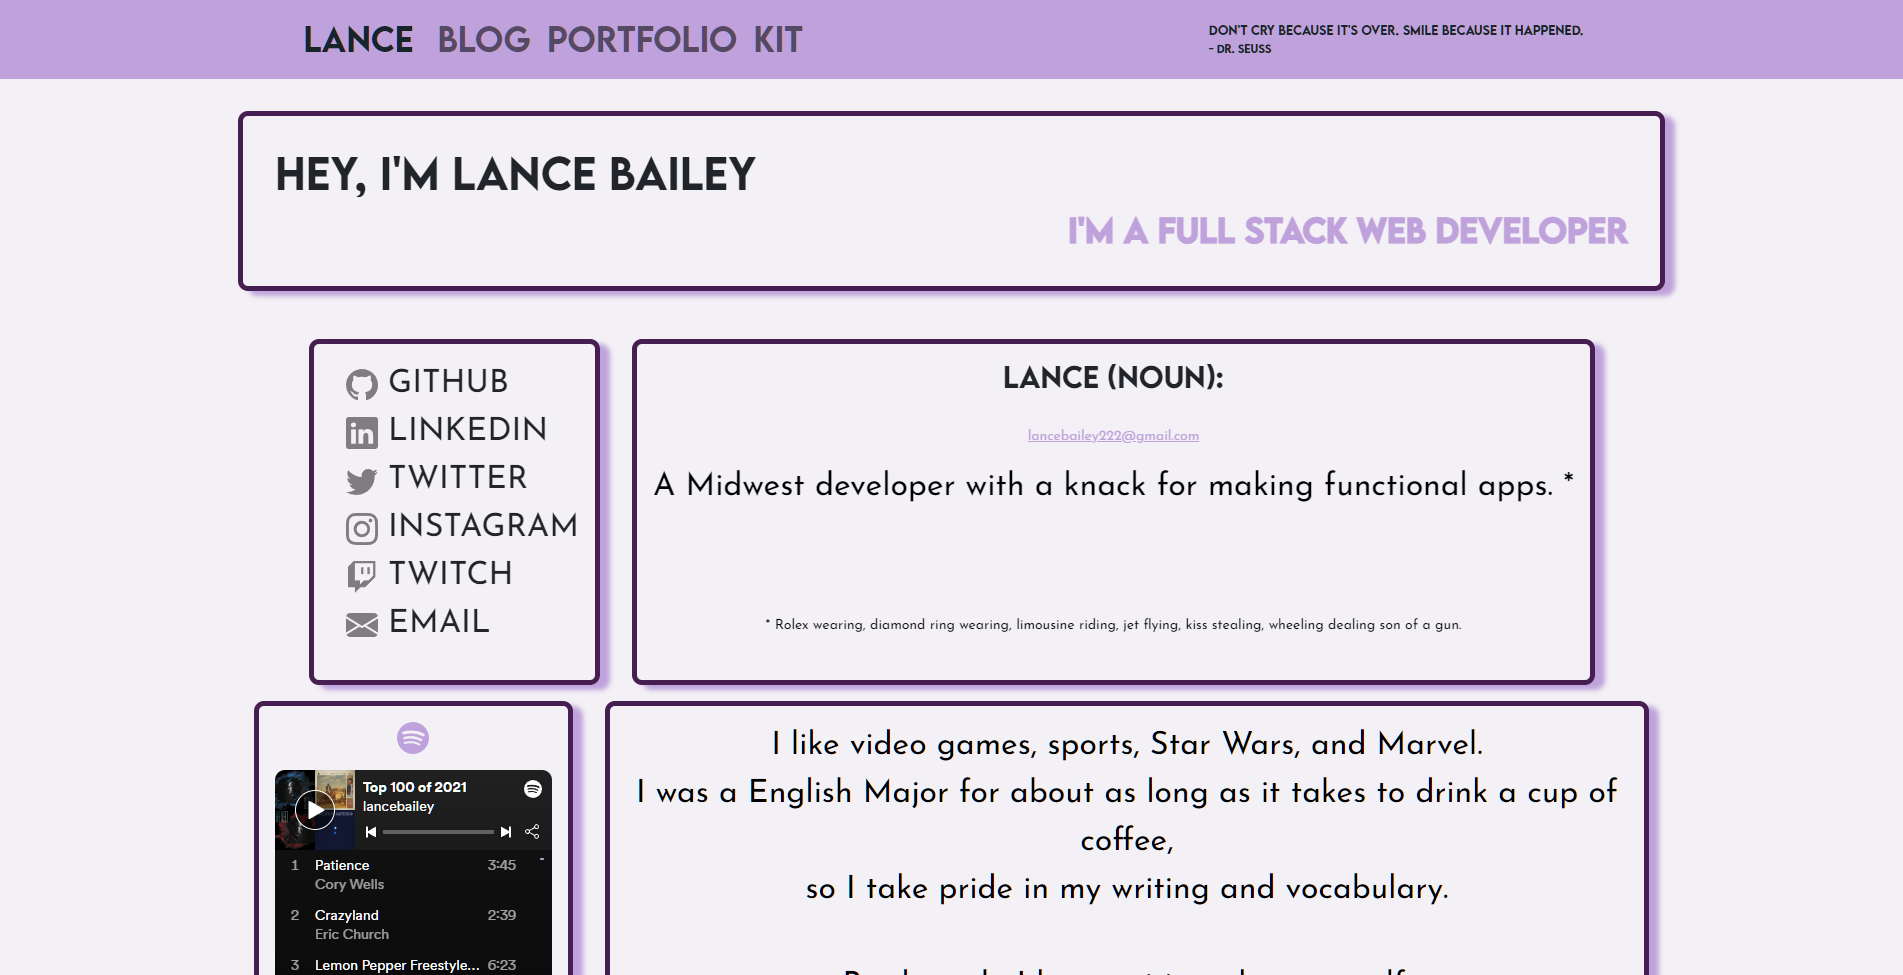 LANCE BLOG PORTFOLIO KIT
DON'T CRY BECAUSE IT'S OVER. SMILE BECAUSE IT HAPPENED.
- DR. SEUSS
HEY, I'M LANCE BAILEY
I'M A FULL STACK WEB DEVELOPER
GITHUB
LINKEDIN
TWITTER
INSTAGRAM
TWITCH
EMAIL
LANCE (NOUN):
lancebailey222@gmail.com
A Midwest developer with a knack for making functional apps. *
* Rolex wearing, diamond ring wearing, limousine riding, jet flying, kiss stealing, wheeling dealing son of a gun.
Top 100 of 2021
lancebailey
1 Patience 3:45
Cory Wells
2 Crazyland 2:39
Eric Church
3 Lemon Pepper Freestyle... 6:23
I like video games, sports, Star Wars, and Marvel.
I was a English Major for about as long as it takes to drink a cup of
coffee,
so I take pride in my writing and vocabulary.